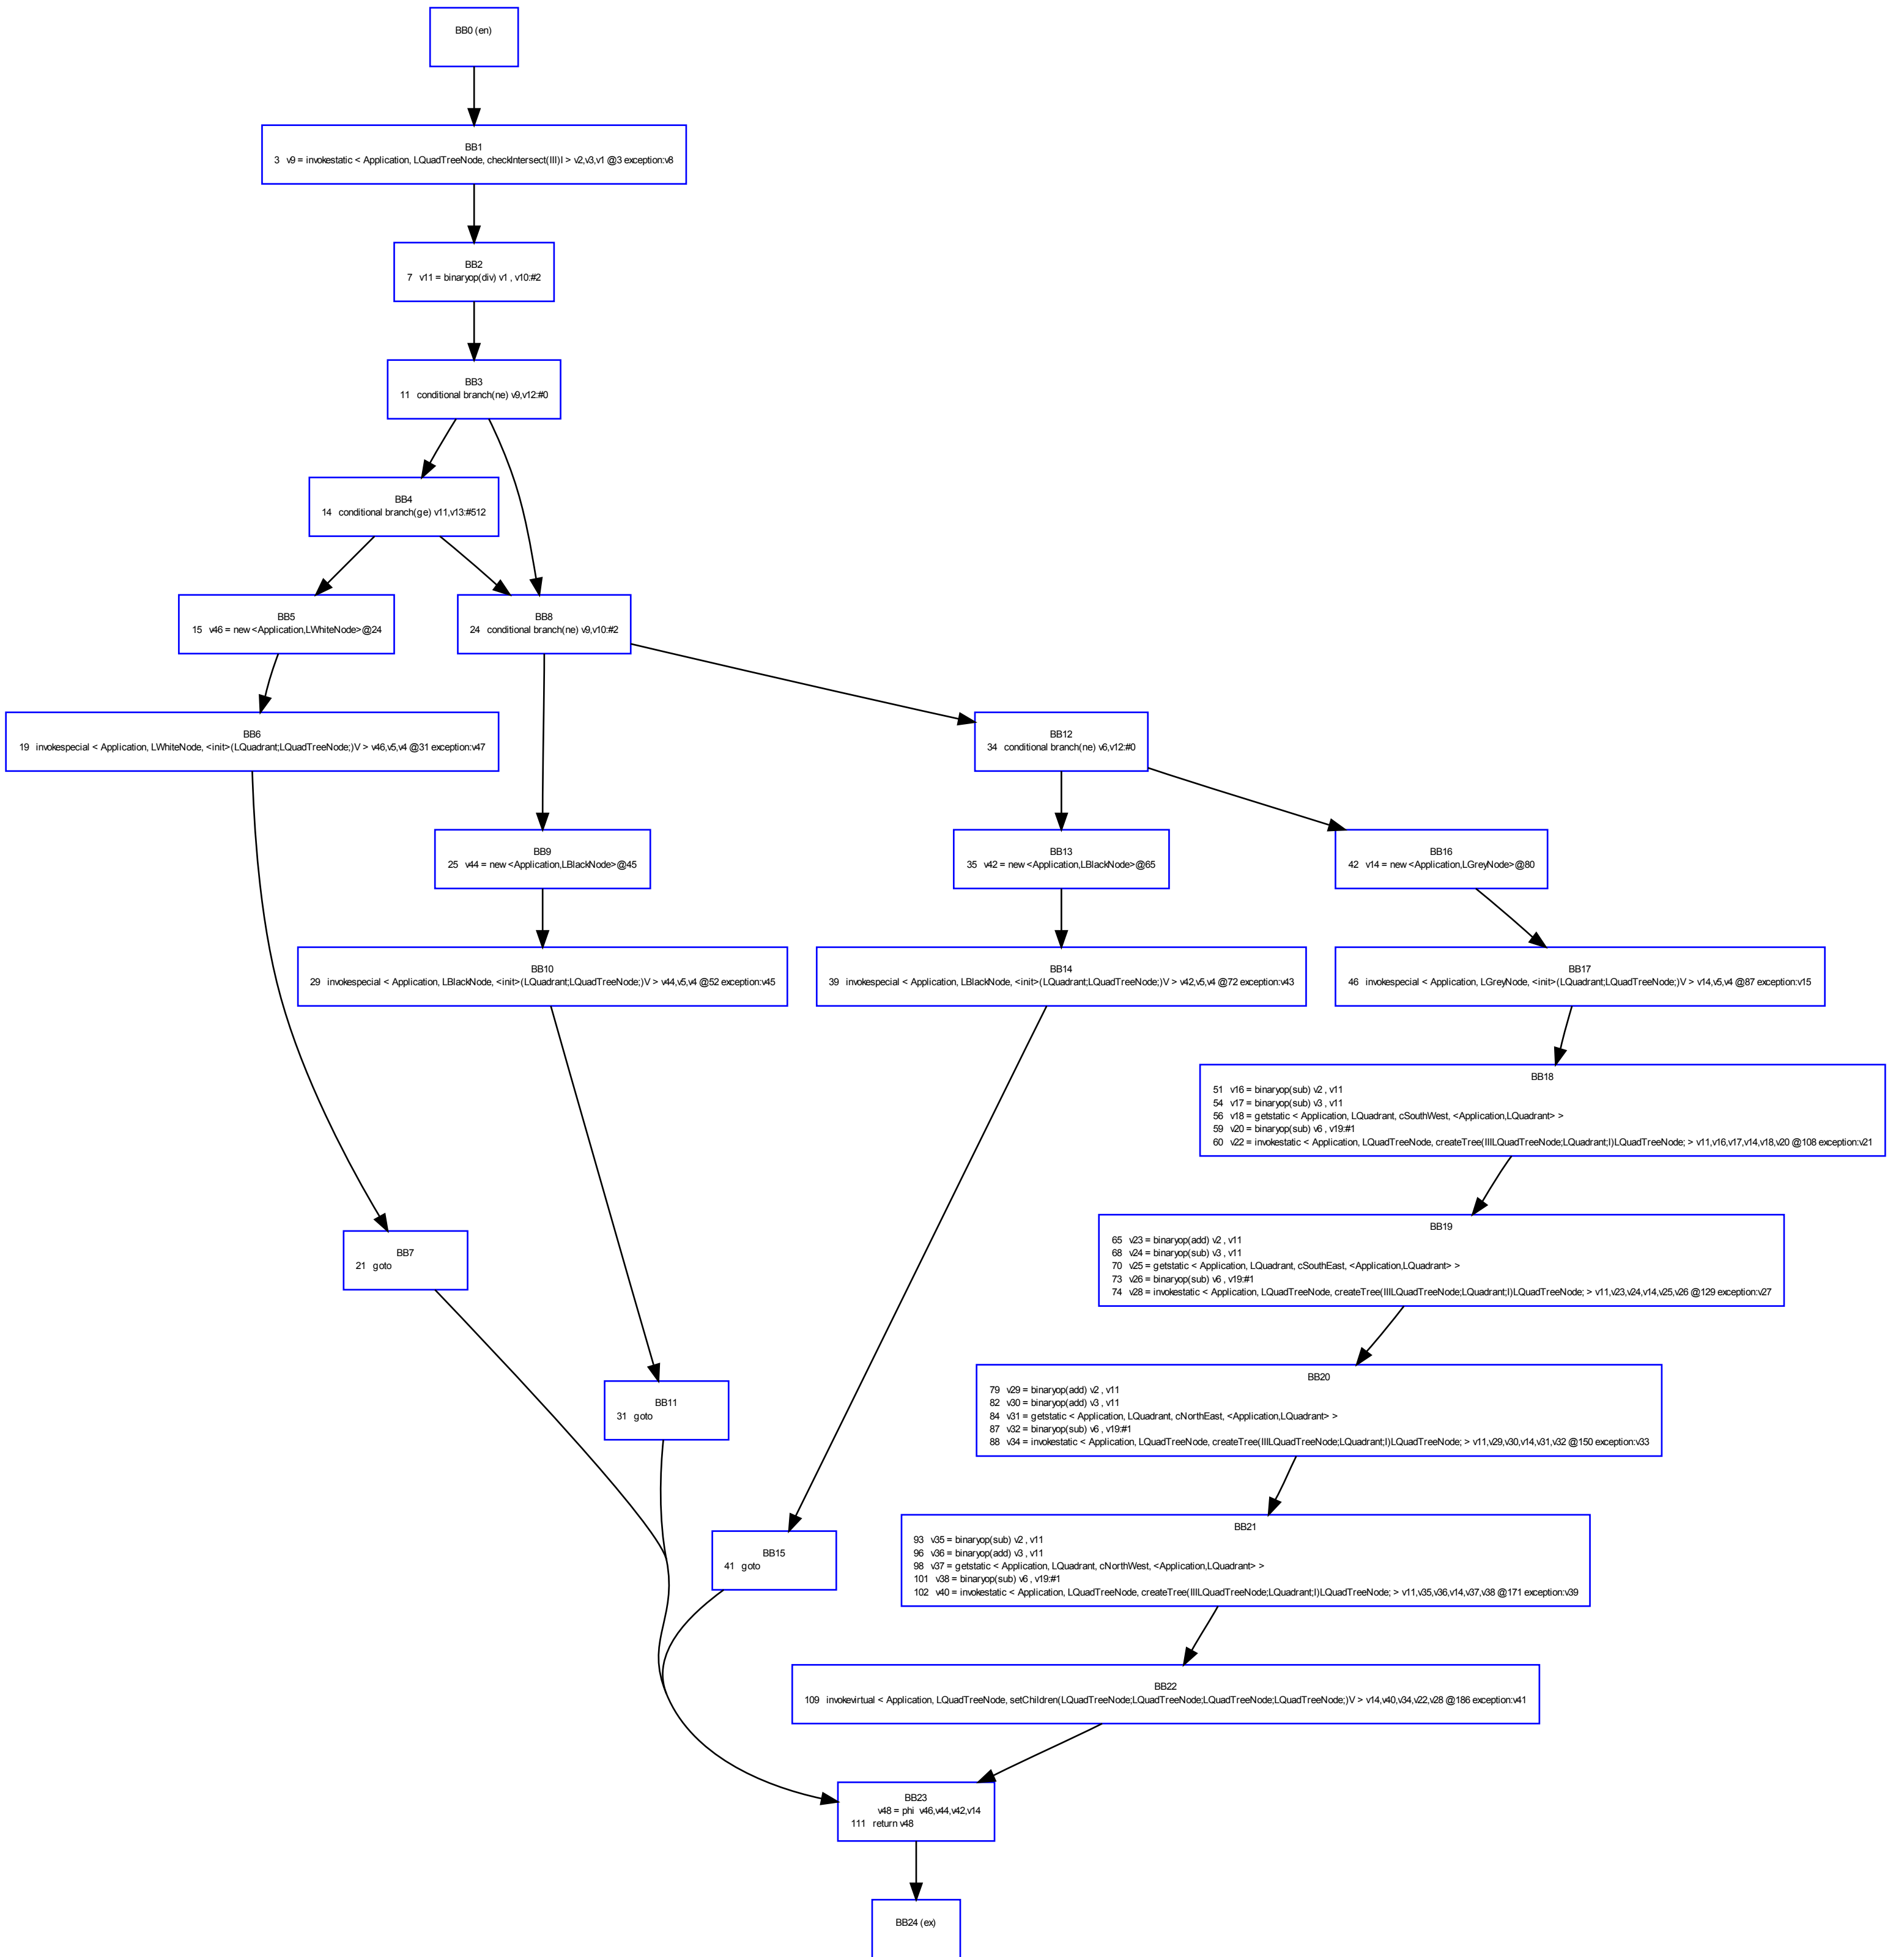 BB0 (en)
BB1
3 v9 = invokestatic < Application, LQuadTreeNode, checkIntersect(III)I > v2,v3,v1 @3 exception:v8
BB2
7 v11 = binaryop(div) v1 , v10:#2
BB3
11 conditional branch(ne) v9,v12:#0
BB4
14 conditional branch(ge) v11,v13:#512
BB5
15 v46 = new <Application,LWhiteNode>@24
BB8
24 conditional branch(ne) v9,v10:#2
BB6
19 invokespecial < Application, LWhiteNode, <init>(LQuadrant;LQuadTreeNode;)V > v46,v5,v4 @31 exception:v47
BB12
34 conditional branch(ne) v6,v12:#0
BB9
25 v44 = new <Application,LBlackNode>@45
BB13
35 v42 = new <Application,LBlackNode>@65
BB16
42 v14 = new <Application,LGreyNode>@80
BB10
29 invokespecial < Application, LBlackNode, <init>(LQuadrant;LQuadTreeNode;)V > v44,v5,v4 @52 exception:v45
BB14
39 invokespecial < Application, LBlackNode, <init>(LQuadrant;LQuadTreeNode;)V > v42,v5,v4 @72 exception:v43
BB17
46 invokespecial < Application, LGreyNode, <init>(LQuadrant;LQuadTreeNode;)V > v14,v5,v4 @87 exception:v15
BB18
51 v16 = binaryop(sub) v2 , v11
54 v17 = binaryop(sub) v3 , v11
56 v18 = getstatic < Application, LQuadrant, cSouthWest, <Application,LQuadrant> >
59 v20 = binaryop(sub) v6 , v19:#1
60 v22 = invokestatic < Application, LQuadTreeNode, createTree(IIILQuadTreeNode;LQuadrant;I)LQuadTreeNode; > v11,v16,v17,v14,v18,v20 @108 exception:v21
BB7
21 goto
BB19
65 v23 = binaryop(add) v2 , v11
68 v24 = binaryop(sub) v3 , v11
70 v25 = getstatic < Application, LQuadrant, cSouthEast, <Application,LQuadrant> >
73 v26 = binaryop(sub) v6 , v19:#1
74 v28 = invokestatic < Application, LQuadTreeNode, createTree(IIILQuadTreeNode;LQuadrant;I)LQuadTreeNode; > v11,v23,v24,v14,v25,v26 @129 exception:v27
BB11
31 goto
BB20
79 v29 = binaryop(add) v2 , v11
82 v30 = binaryop(add) v3 , v11
84 v31 = getstatic < Application, LQuadrant, cNorthEast, <Application,LQuadrant> >
87 v32 = binaryop(sub) v6 , v19:#1
88 v34 = invokestatic < Application, LQuadTreeNode, createTree(IIILQuadTreeNode;LQuadrant;I)LQuadTreeNode; > v11,v29,v30,v14,v31,v32 @150 exception:v33
BB15
41 goto
BB21
93 v35 = binaryop(sub) v2 , v11
96 v36 = binaryop(add) v3 , v11
98 v37 = getstatic < Application, LQuadrant, cNorthWest, <Application,LQuadrant> >
101 v38 = binaryop(sub) v6 , v19:#1
102 v40 = invokestatic < Application, LQuadTreeNode, createTree(IIILQuadTreeNode;LQuadrant;I)LQuadTreeNode; > v11,v35,v36,v14,v37,v38 @171 exception:v39
BB22
109 invokevirtual < Application, LQuadTreeNode, setChildren(LQuadTreeNode;LQuadTreeNode;LQuadTreeNode;LQuadTreeNode;)V > v14,v40,v34,v22,v28 @186 exception:v41
BB23
v48 = phi v46,v44,v42,v14
111 return v48
BB24 (ex)